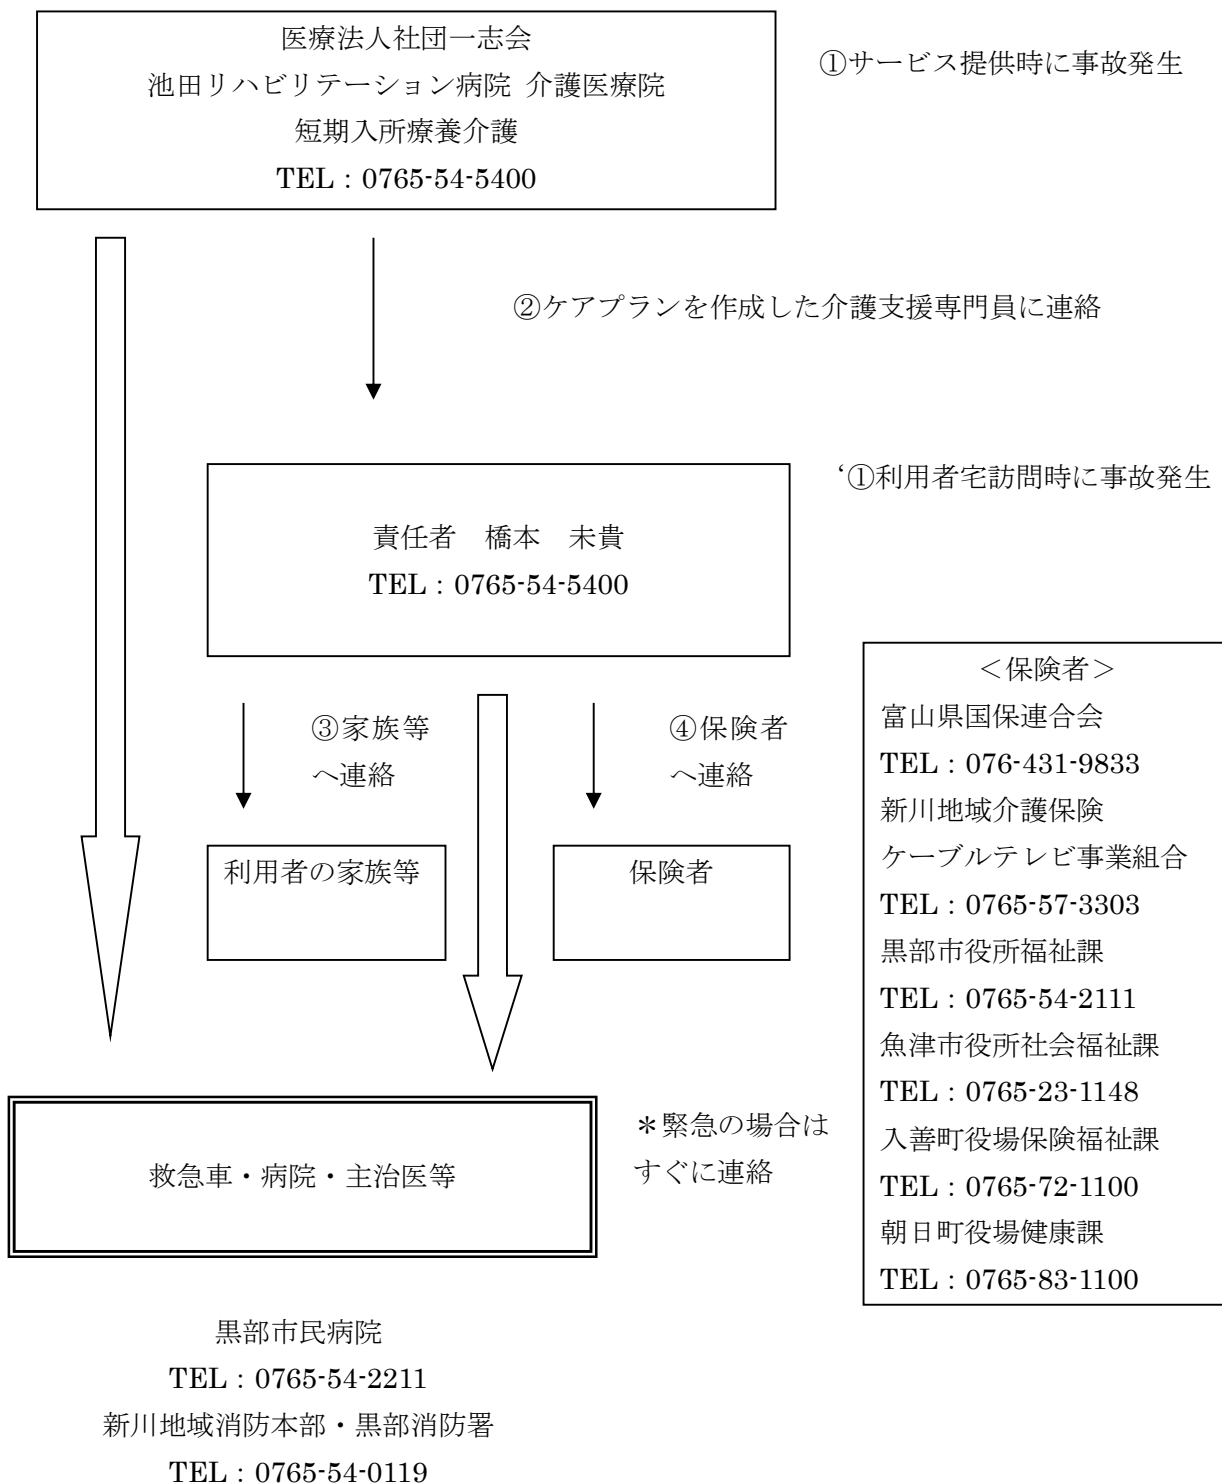 医療法人社団一志会
池田リハビリテーション病院 介護医療院
短期入所療養介護
TEL：0765-54-5400
①サービス提供時に事故発生
②ケアプランを作成した介護支援専門員に連絡
‘①利用者宅訪問時に事故発生
責任者　橋本　未貴
TEL：0765-54-5400
③家族等
へ連絡
④保険者
へ連絡
利用者の家族等
保険者
＜保険者＞
富山県国保連合会
TEL：076-431-9833
新川地域介護保険
ケーブルテレビ事業組合
TEL：0765-57-3303
黒部市役所福祉課
TEL：0765-54-2111
魚津市役所社会福祉課
TEL：0765-23-1148
入善町役場保険福祉課
TEL：0765-72-1100
朝日町役場健康課
TEL：0765-83-1100
救急車・病院・主治医等
＊緊急の場合は
すぐに連絡
黒部市民病院
TEL：0765-54-2211
新川地域消防本部・黒部消防署
TEL：0765-54-0119